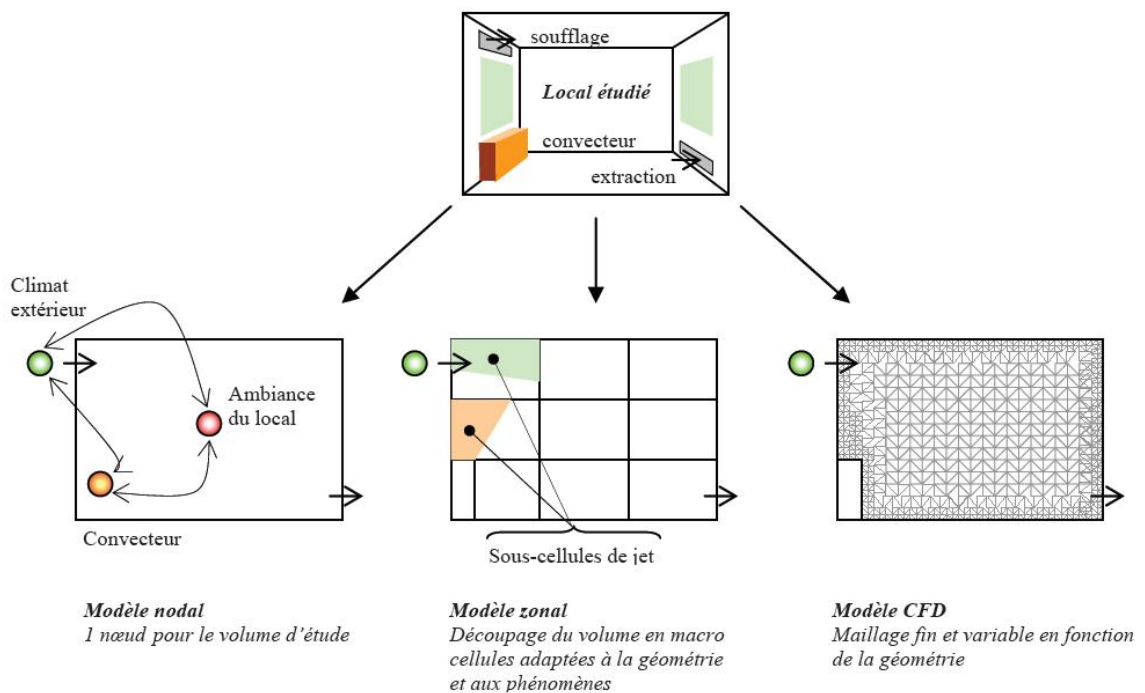 soufflage
Local étudié
convecteur
extraction
Climat
extérieur
Ambiance
du local
Convecteur
Sous-cellules de jet
Modèle nodal
1 nœud pour le volume d'étude
Modèle zonal
Découpage du volume en macro
cellules adaptées à la géométrie
et aux phénomènes
Modèle CFD
Maillage fin et variable en fonction
de la géométrie